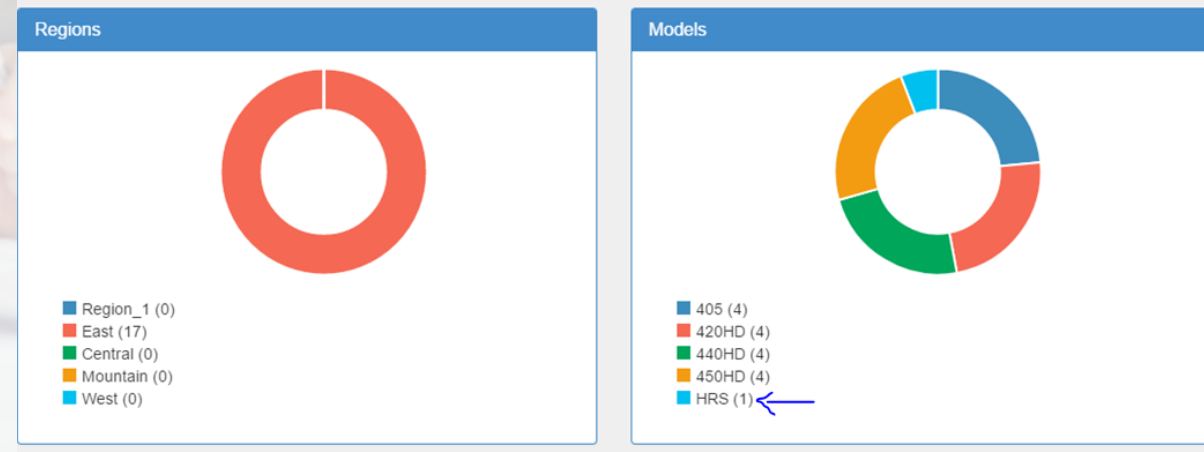 Regions
Region_1 (0)
East (17)
Central (0)
Mountain (0)
West (0)
Models
405 (4)
420HD (4)
440HD (4)
450HD (4)
HRS (1)